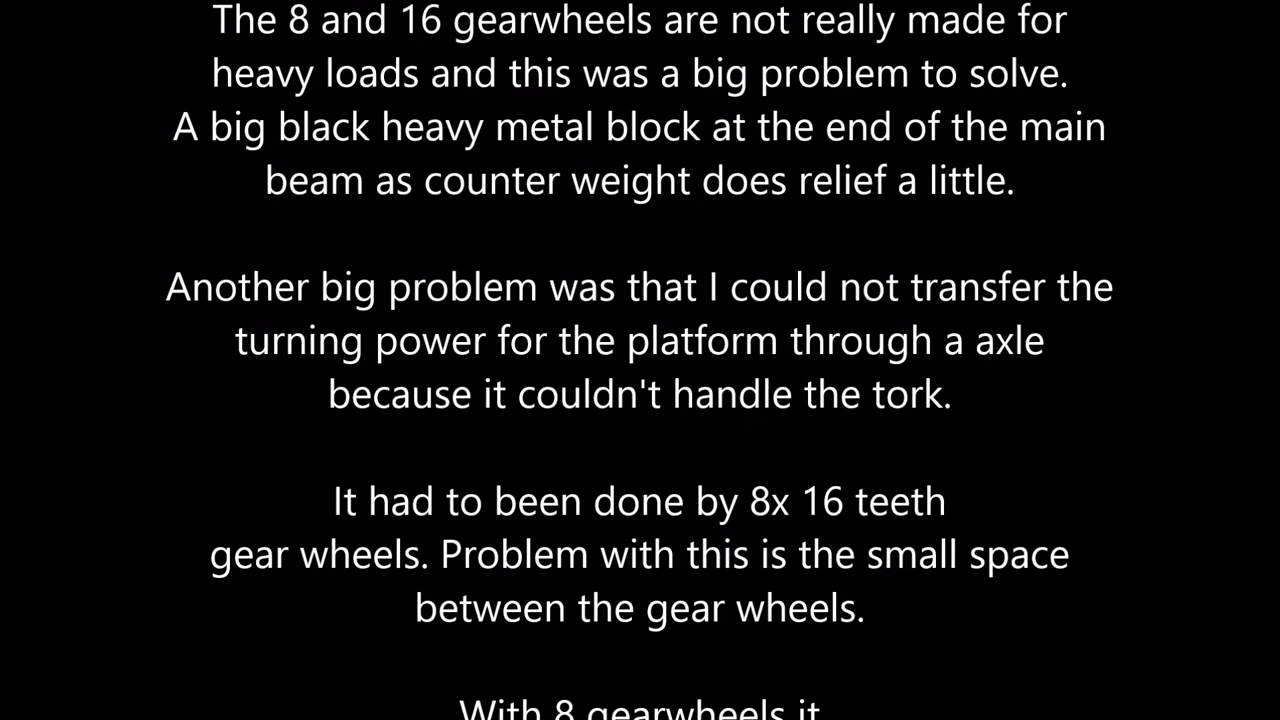 The 8 and 16 gearwheels are not really made for
heavy loads and this was a big problem to solve.
A big black heavy metal block at the end of the main
beam as counter weight does relief a little.
Another big problem was that I could not transfer the
turning power for the platform through a axle
because it couldn't handle the tork.
It had to been done by 8x 16 teeth
gear wheels. Problem with this is the small space
between the gear wheels.
With 8 gearwheels it